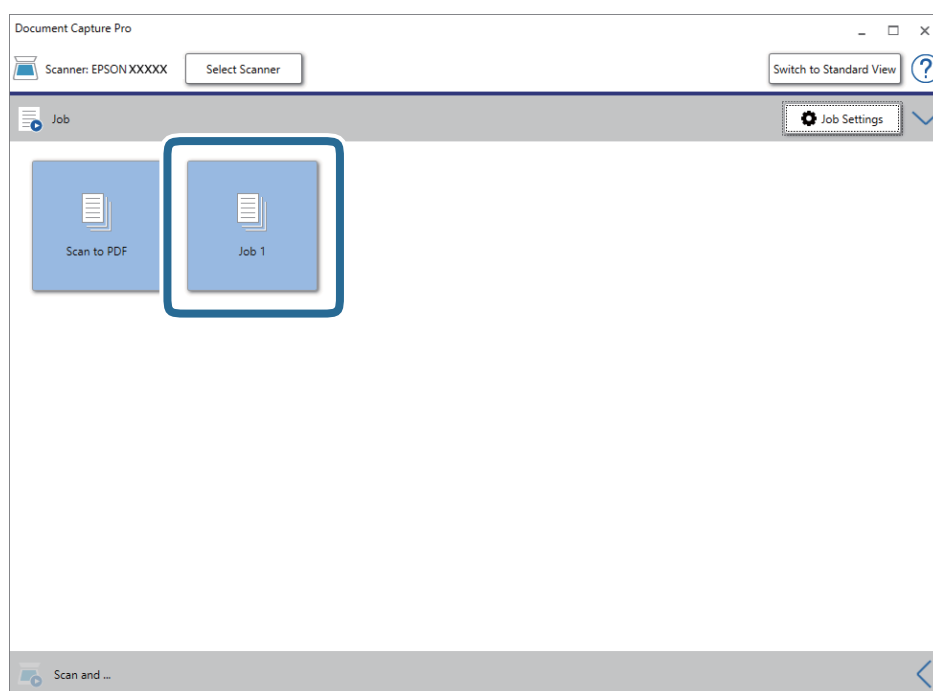 Document Capture Pro
Scanner: EPSON XXXXX
Select Scanner
Switch to Standard View
?
Job
Job Settings
Scan to PDF
Job 1
Scan and ...